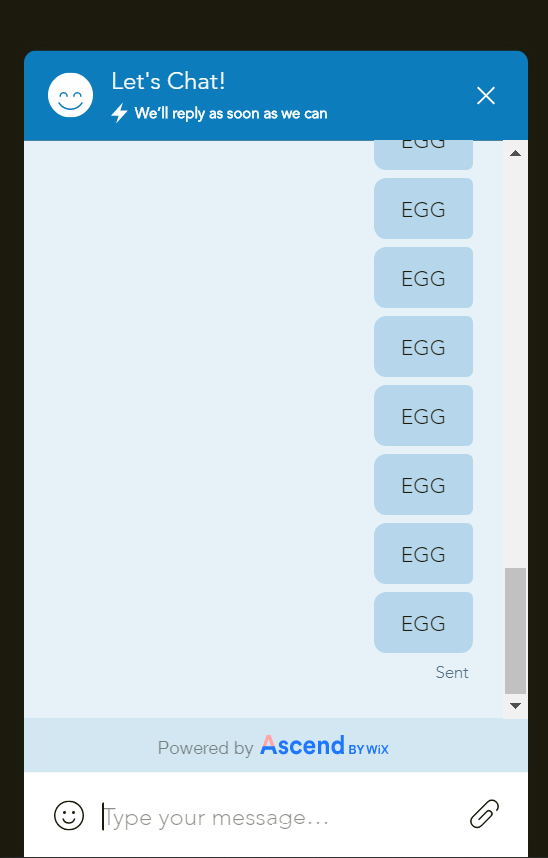 Let's Chat!
We'll reply as soon as we can
EGG
EGG
EGG
EGG
EGG
EGG
EGG
EGG
Sent
Powered by Ascend BY WiX
Type your message...